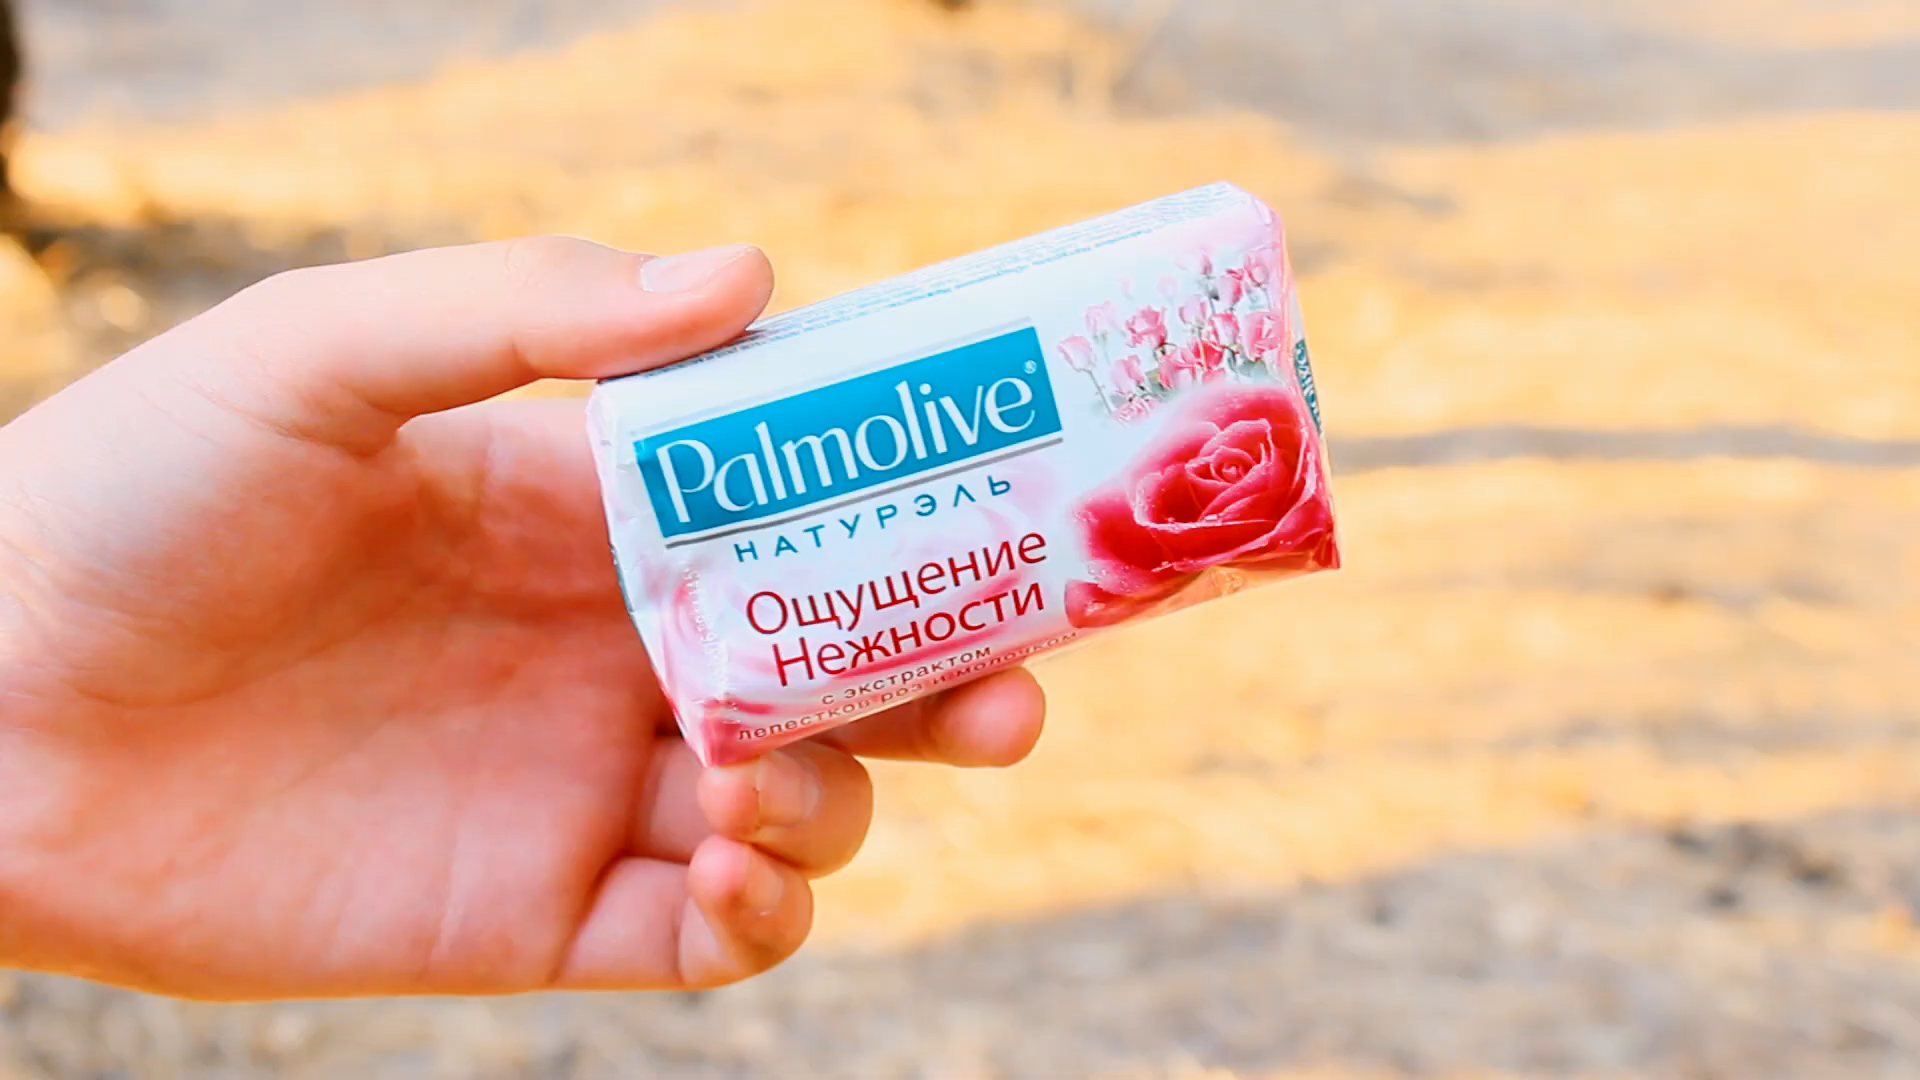 Palmolive®
НАТУРЭЛЬ
Ощущение
Нежности
с экстрактом
лепестков роз и молочком